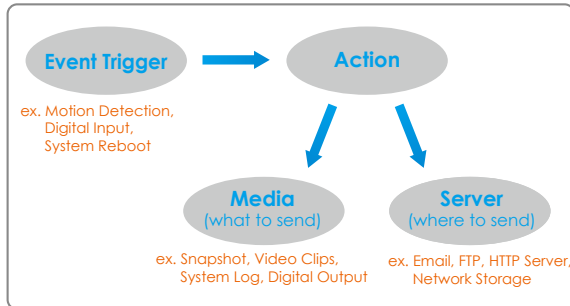 Event Trigger
Action
ex. Motion Detection,
Digital Input,
System Reboot
Media
(what to send)
Server
(where to send)
ex. Snapshot, Video Clips,
System Log, Digital Output
ex. Email, FTP, HTTP Server,
Network Storage